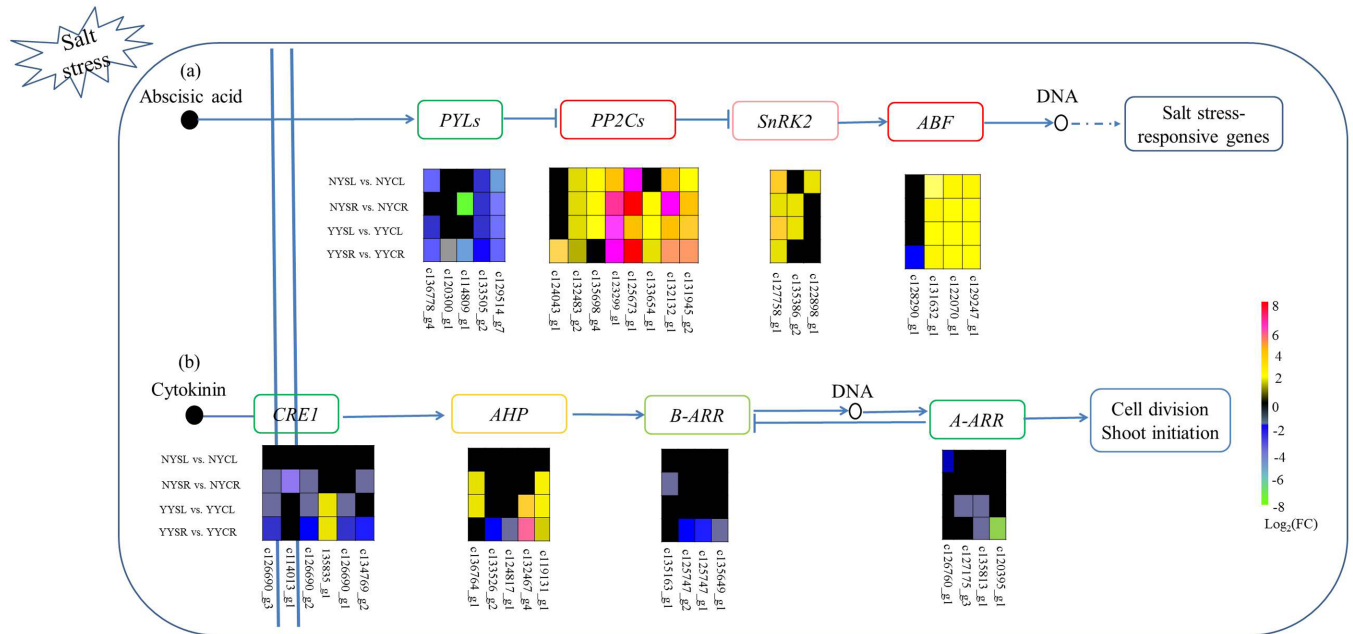 Salt
stress
(a)
Abscisic acid
PYLs
PP2Cs
SnRK2
ABF
DNA
Salt stress-
responsive genes
NYSL vs. NYCL
NYSR vs. NYCR
YYSL vs. YYCL
YYSR vs. YYCR
c136778_g4
c120300_g1
c114809_g1
c133505_g2
c129514_g7
c124043_g1
c132483_g2
c135698_g4
c123299_g1
c125673_g1
c133654_g1
c132132_g1
c131945_g2
c127758_g1
c135386_g2
c122898_g1
c128290_g1
c131632_g1
c122070_g1
c129247_g1
8
6
4
2
0
-2
-4
-6
-8
Log2(FC)
(b)
Cytokinin
CRE1
AHP
B-ARR
DNA
A-ARR
Cell division
Shoot initiation
NYSL vs. NYCL
NYSR vs. NYCR
YYSL vs. YYCL
YYSR vs. YYCR
c126690_g3
c114013_g1
c126690_g2
135835_g1
c126690_g1
c134769_g2
c136764_g1
c133526_g2
c124817_g1
c132467_g4
c119131_g1
c135163_g1
c125747_g2
c125747_g1
c135649_g1
c126760_g1
c127175_g3
c135813_g1
c120395_g1